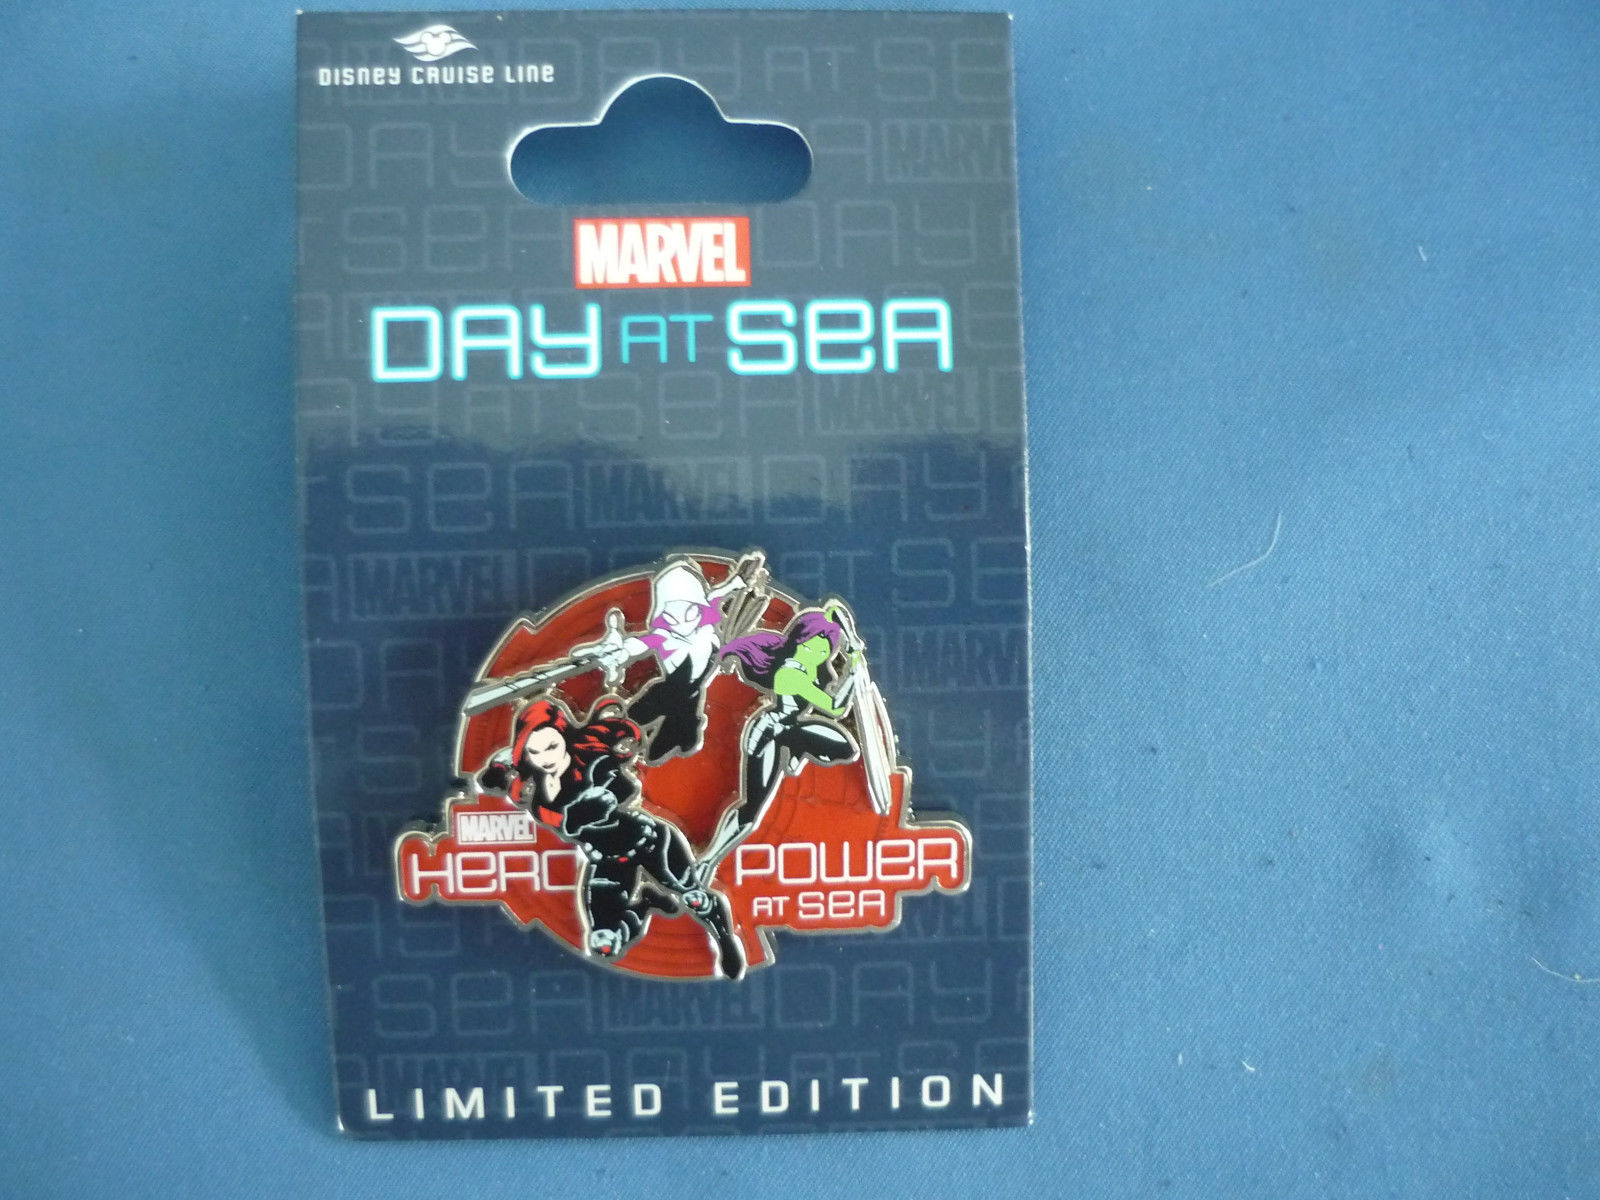 DISNEY CRUISE LINE
MARVEL
DAY AT SEA
MARVEL
HERO POWER
AT SEA
LIMITED EDITION